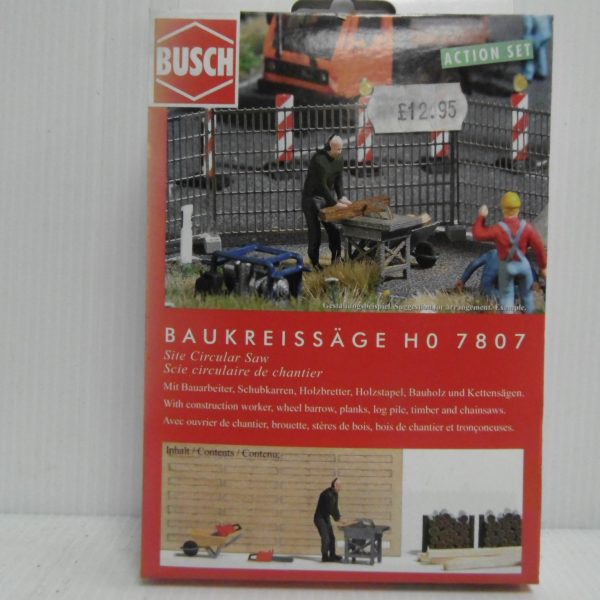 BUSCH
ACTION SET
£12.95
Gestaltungsbeispiel. Suggestion for arrangement. Exemple.
BAUKREISSÄGE H0 7807
Site Circular Saw
Scie circulaire de chantier
Mit Bauarbeiter, Schubkarren, Holzbretter, Holzstapel, Bauholz und Kettensägen.
With construction worker, wheel barrow, planks, log pile, timber and chainsaws.
Avec ouvrier de chantier, brouette, stères de bois, bois de chantier et tronçoneuses.
Inhalt / Contents / Contenu: